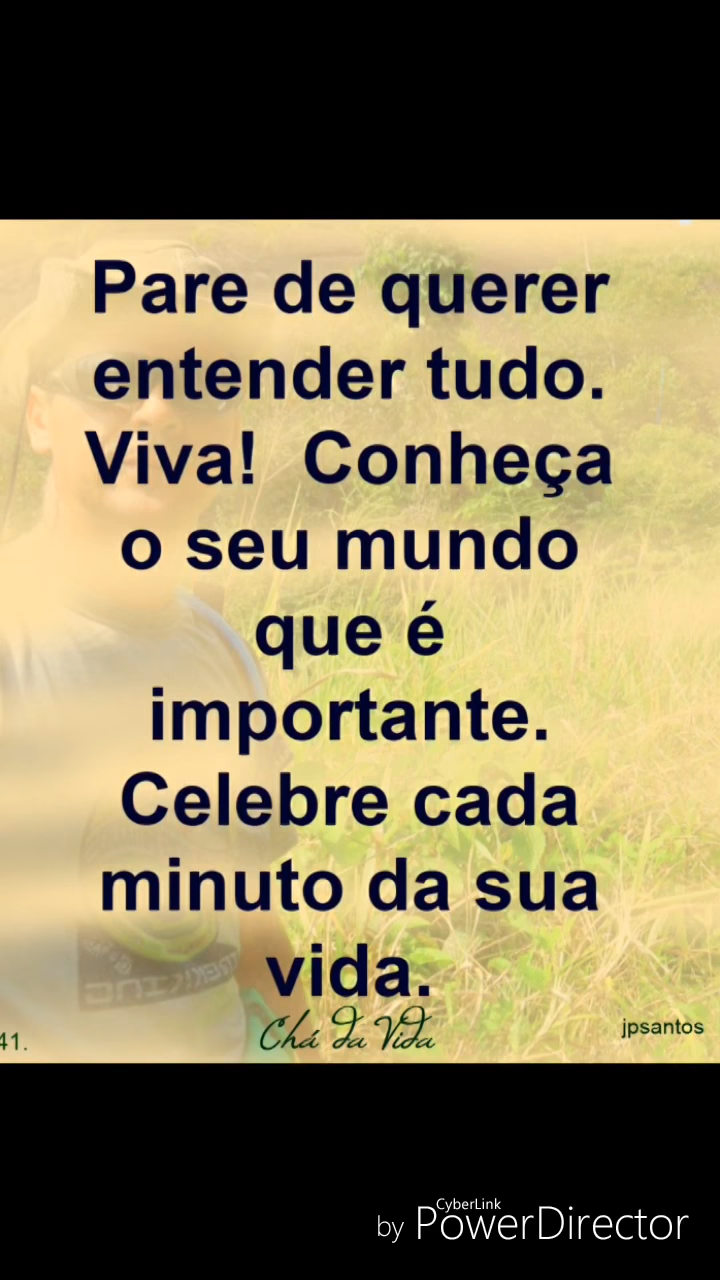 Pare de querer
entender tudo.
Viva! Conheça
o seu mundo
que é
importante.
Celebre cada
minuto da sua
vida.
41.
Chá da Vida
jpsantos
CyberLink
by PowerDirector